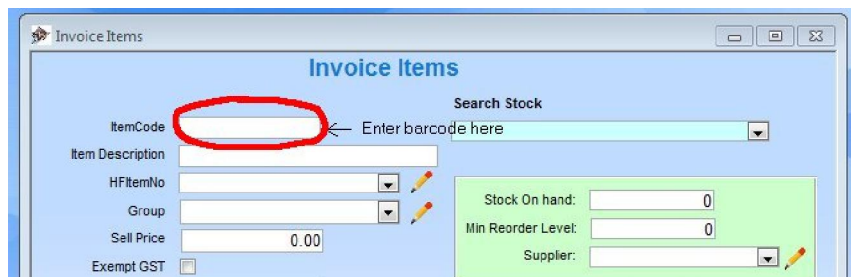 Invoice Items
Invoice Items
Search Stock
ItemCode
← Enter barcode here
Item Description
HFItemNo
Group
Sell Price 0.00
Exempt GST
Stock On hand: 0
Min Reorder Level: 0
Supplier: